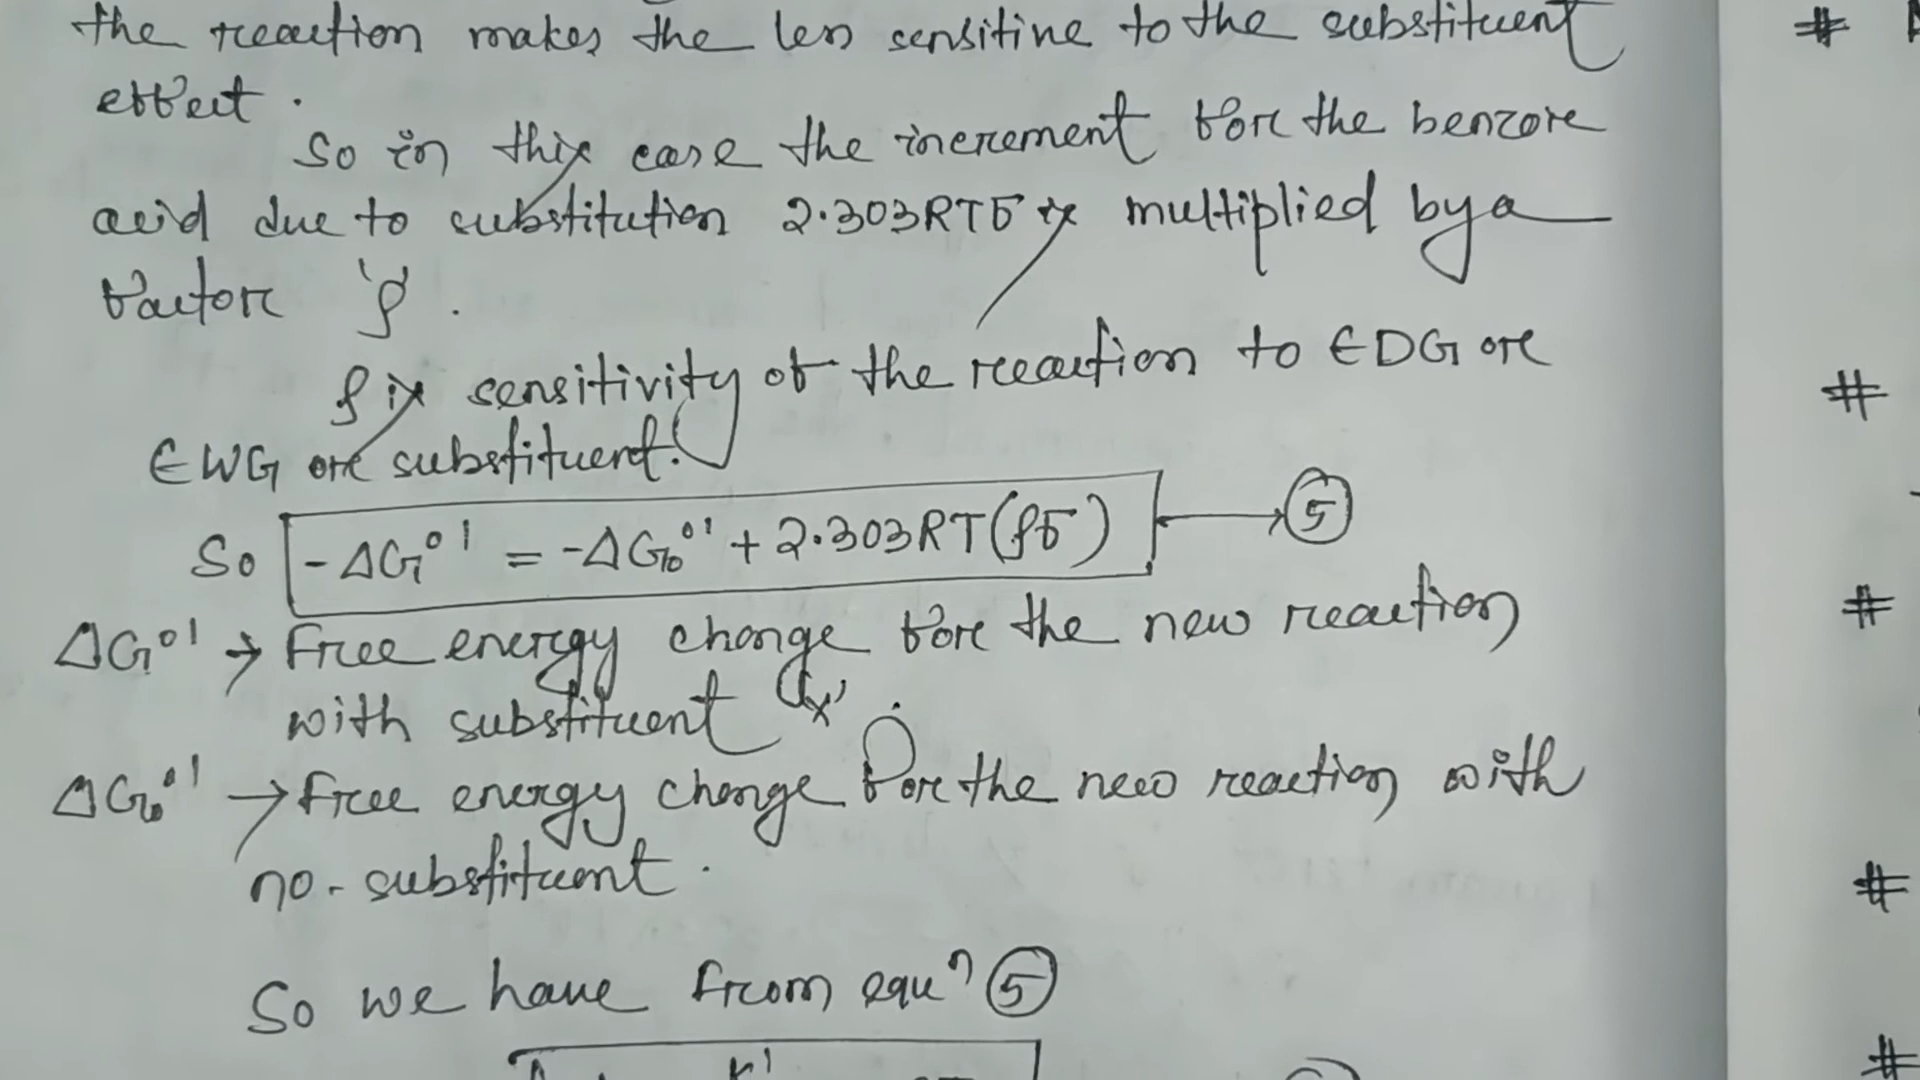 the reaction makes the less sensitive to the substituent #
effect.
So in this case the increment for the benzoic
acid due to substitution 2.303RTσ is multiplied by a
factor 'ρ'.
ρ is sensitivity of the reaction to EDG or #
EWG or substituent.
So -ΔG°' = -ΔG₀°' + 2.303RT(ρσ) → ⑤
ΔG°' → Free energy change for the new reaction #
with substituent 'x'
ΔG₀°' → Free energy change for the new reaction with
no-substituent. #
So we have from equⁿ ⑤
#